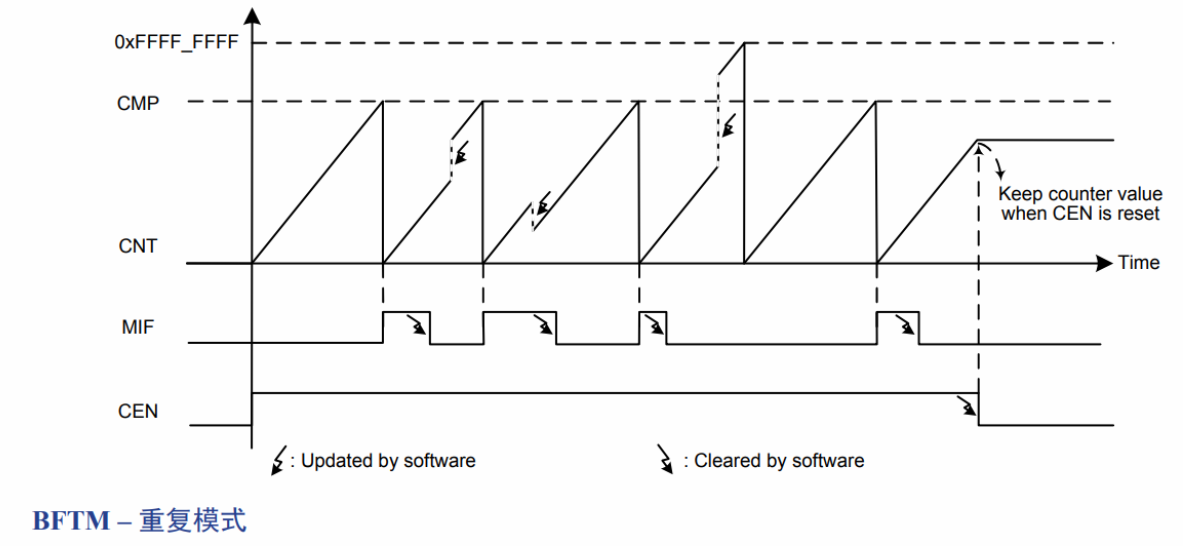 0xFFFF_FFFF
CMP
Keep counter value
when CEN is reset
CNT
Time
MIF
CEN
: Updated by software
: Cleared by software
BFTM – 重复模式